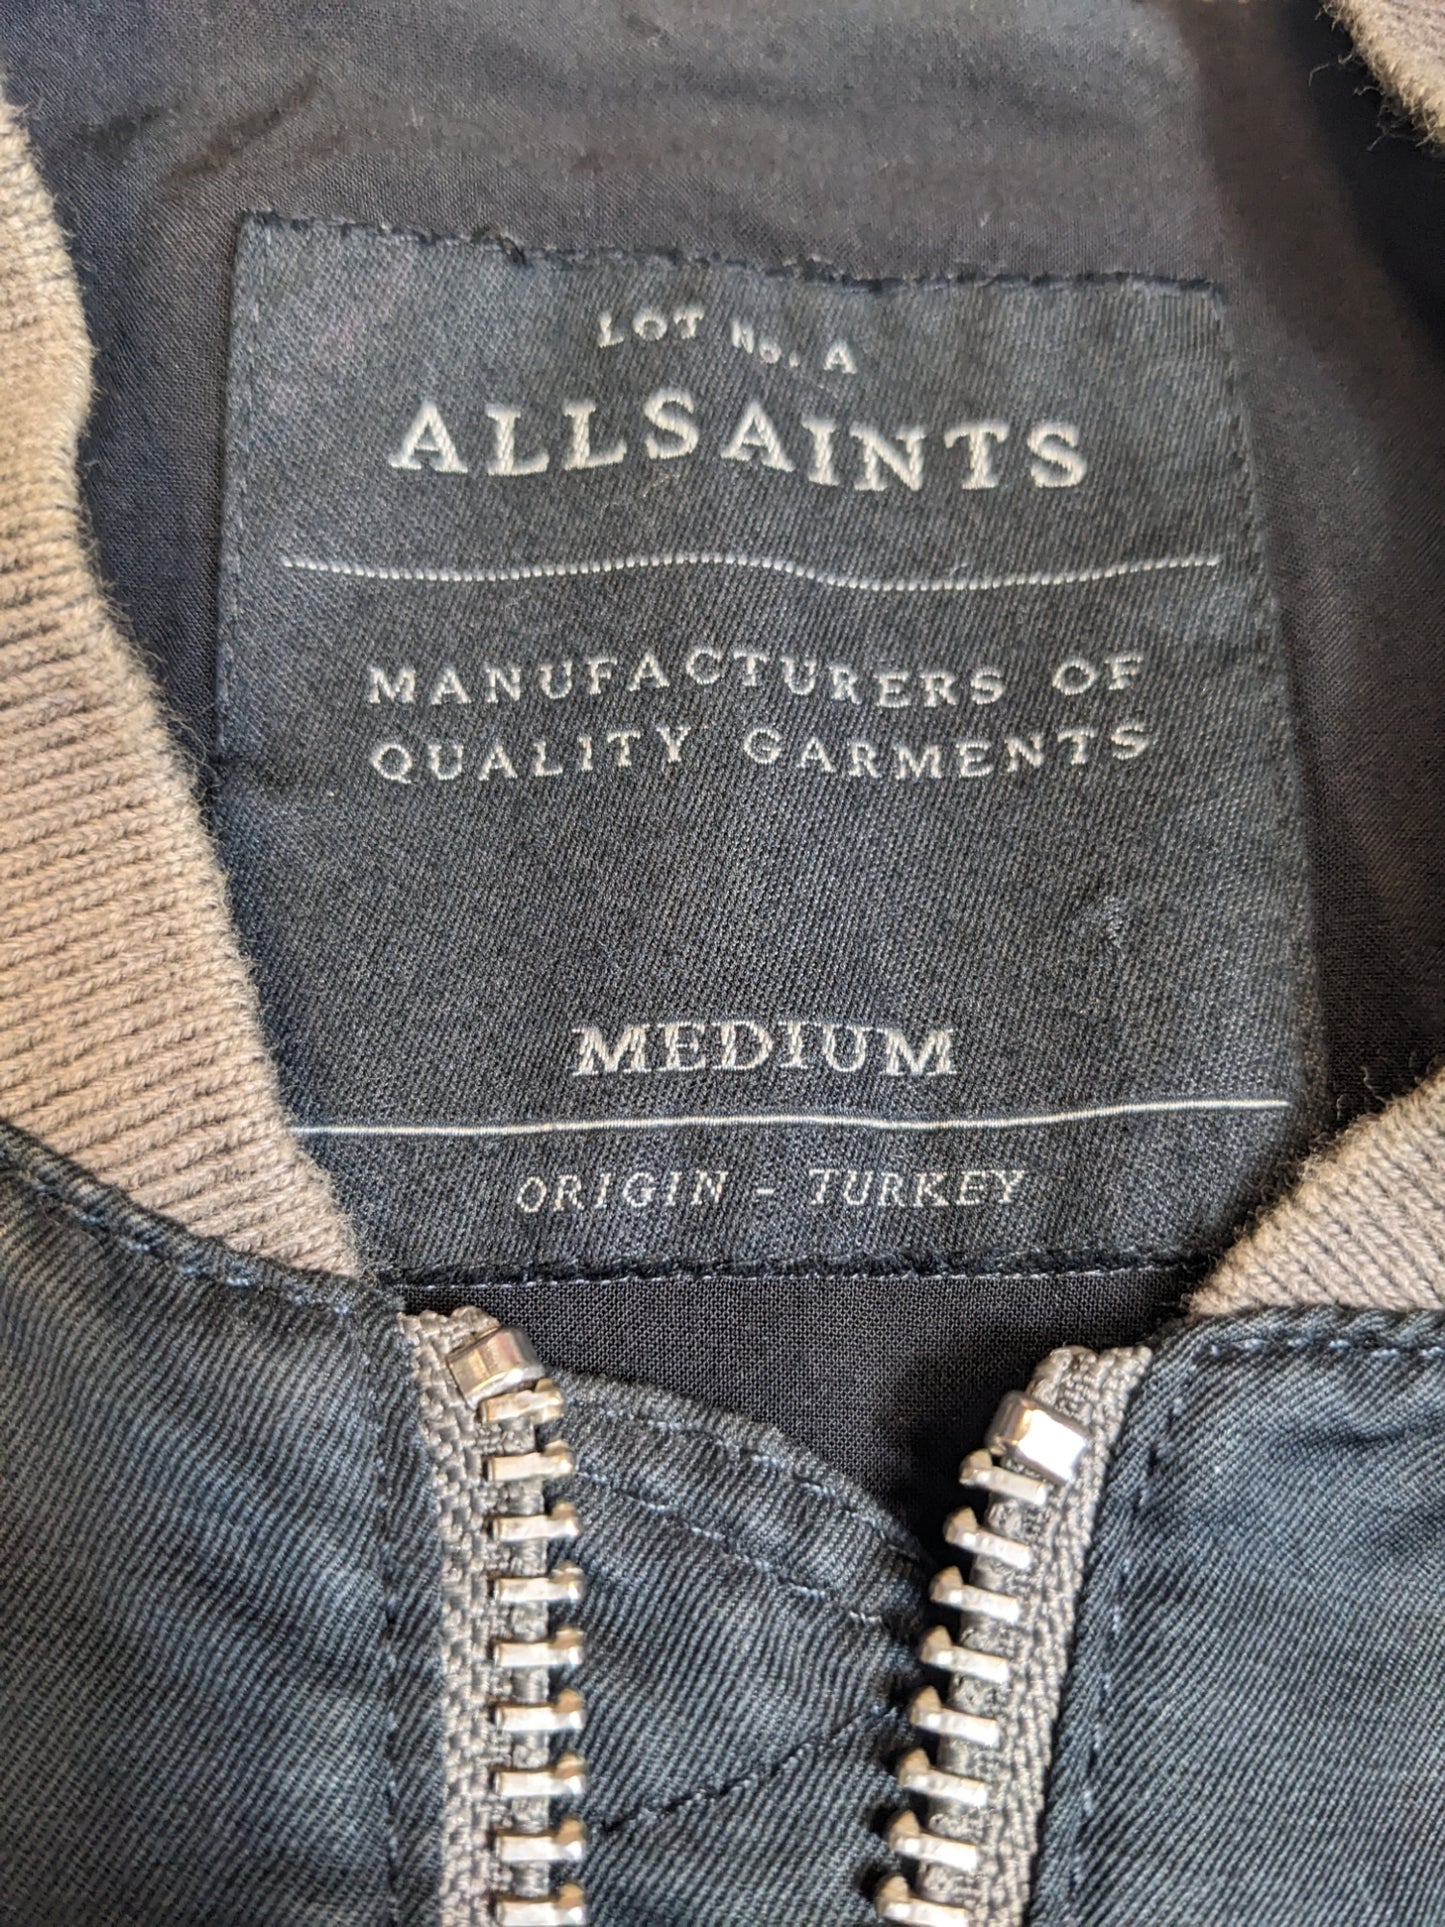 LOT No. A
ALLSAINTS
MANUFACTURERS OF
QUALITY GARMENTS
MEDIUM
ORIGIN - TURKEY